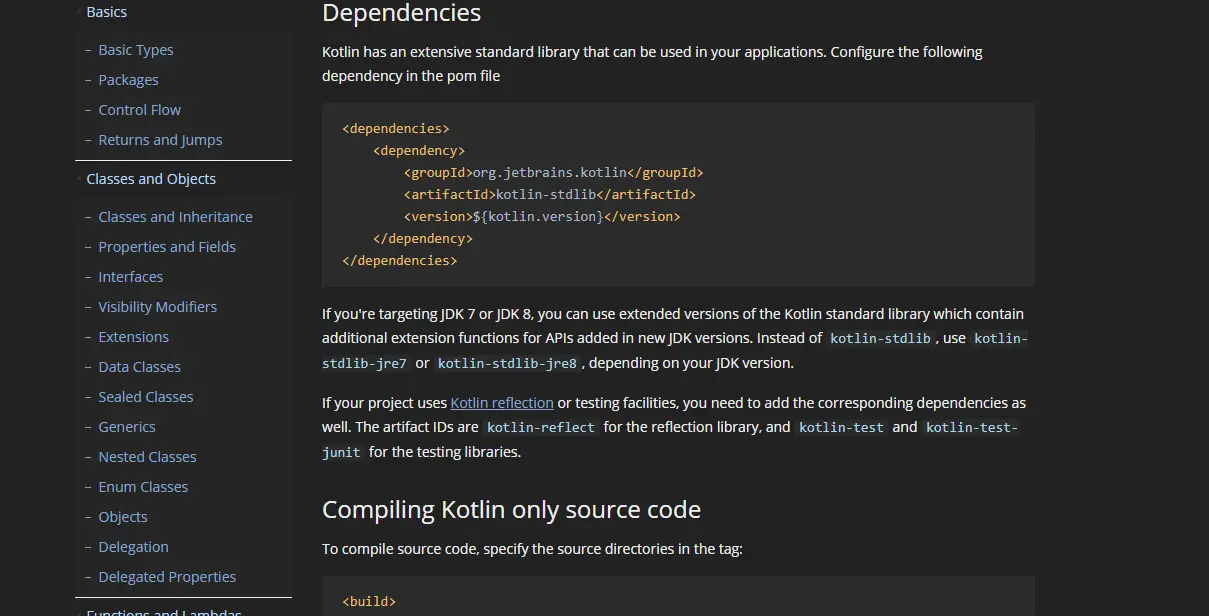 Basics
– Basic Types
– Packages
– Control Flow
– Returns and Jumps
Classes and Objects
– Classes and Inheritance
– Properties and Fields
– Interfaces
– Visibility Modifiers
– Extensions
– Data Classes
– Sealed Classes
– Generics
– Nested Classes
– Enum Classes
– Objects
– Delegation
– Delegated Properties
Functions and Lambdas
Dependencies
Kotlin has an extensive standard library that can be used in your applications. Configure the following
dependency in the pom file
<dependencies>
    <dependency>
        <groupId>org.jetbrains.kotlin</groupId>
        <artifactId>kotlin-stdlib</artifactId>
        <version>${kotlin.version}</version>
    </dependency>
</dependencies>
If you're targeting JDK 7 or JDK 8, you can use extended versions of the Kotlin standard library which contain
additional extension functions for APIs added in new JDK versions. Instead of kotlin-stdlib , use kotlin-
stdlib-jre7 or kotlin-stdlib-jre8 , depending on your JDK version.
If your project uses Kotlin reflection or testing facilities, you need to add the corresponding dependencies as
well. The artifact IDs are kotlin-reflect for the reflection library, and kotlin-test and kotlin-test-
junit for the testing libraries.
Compiling Kotlin only source code
To compile source code, specify the source directories in the tag:
<build>